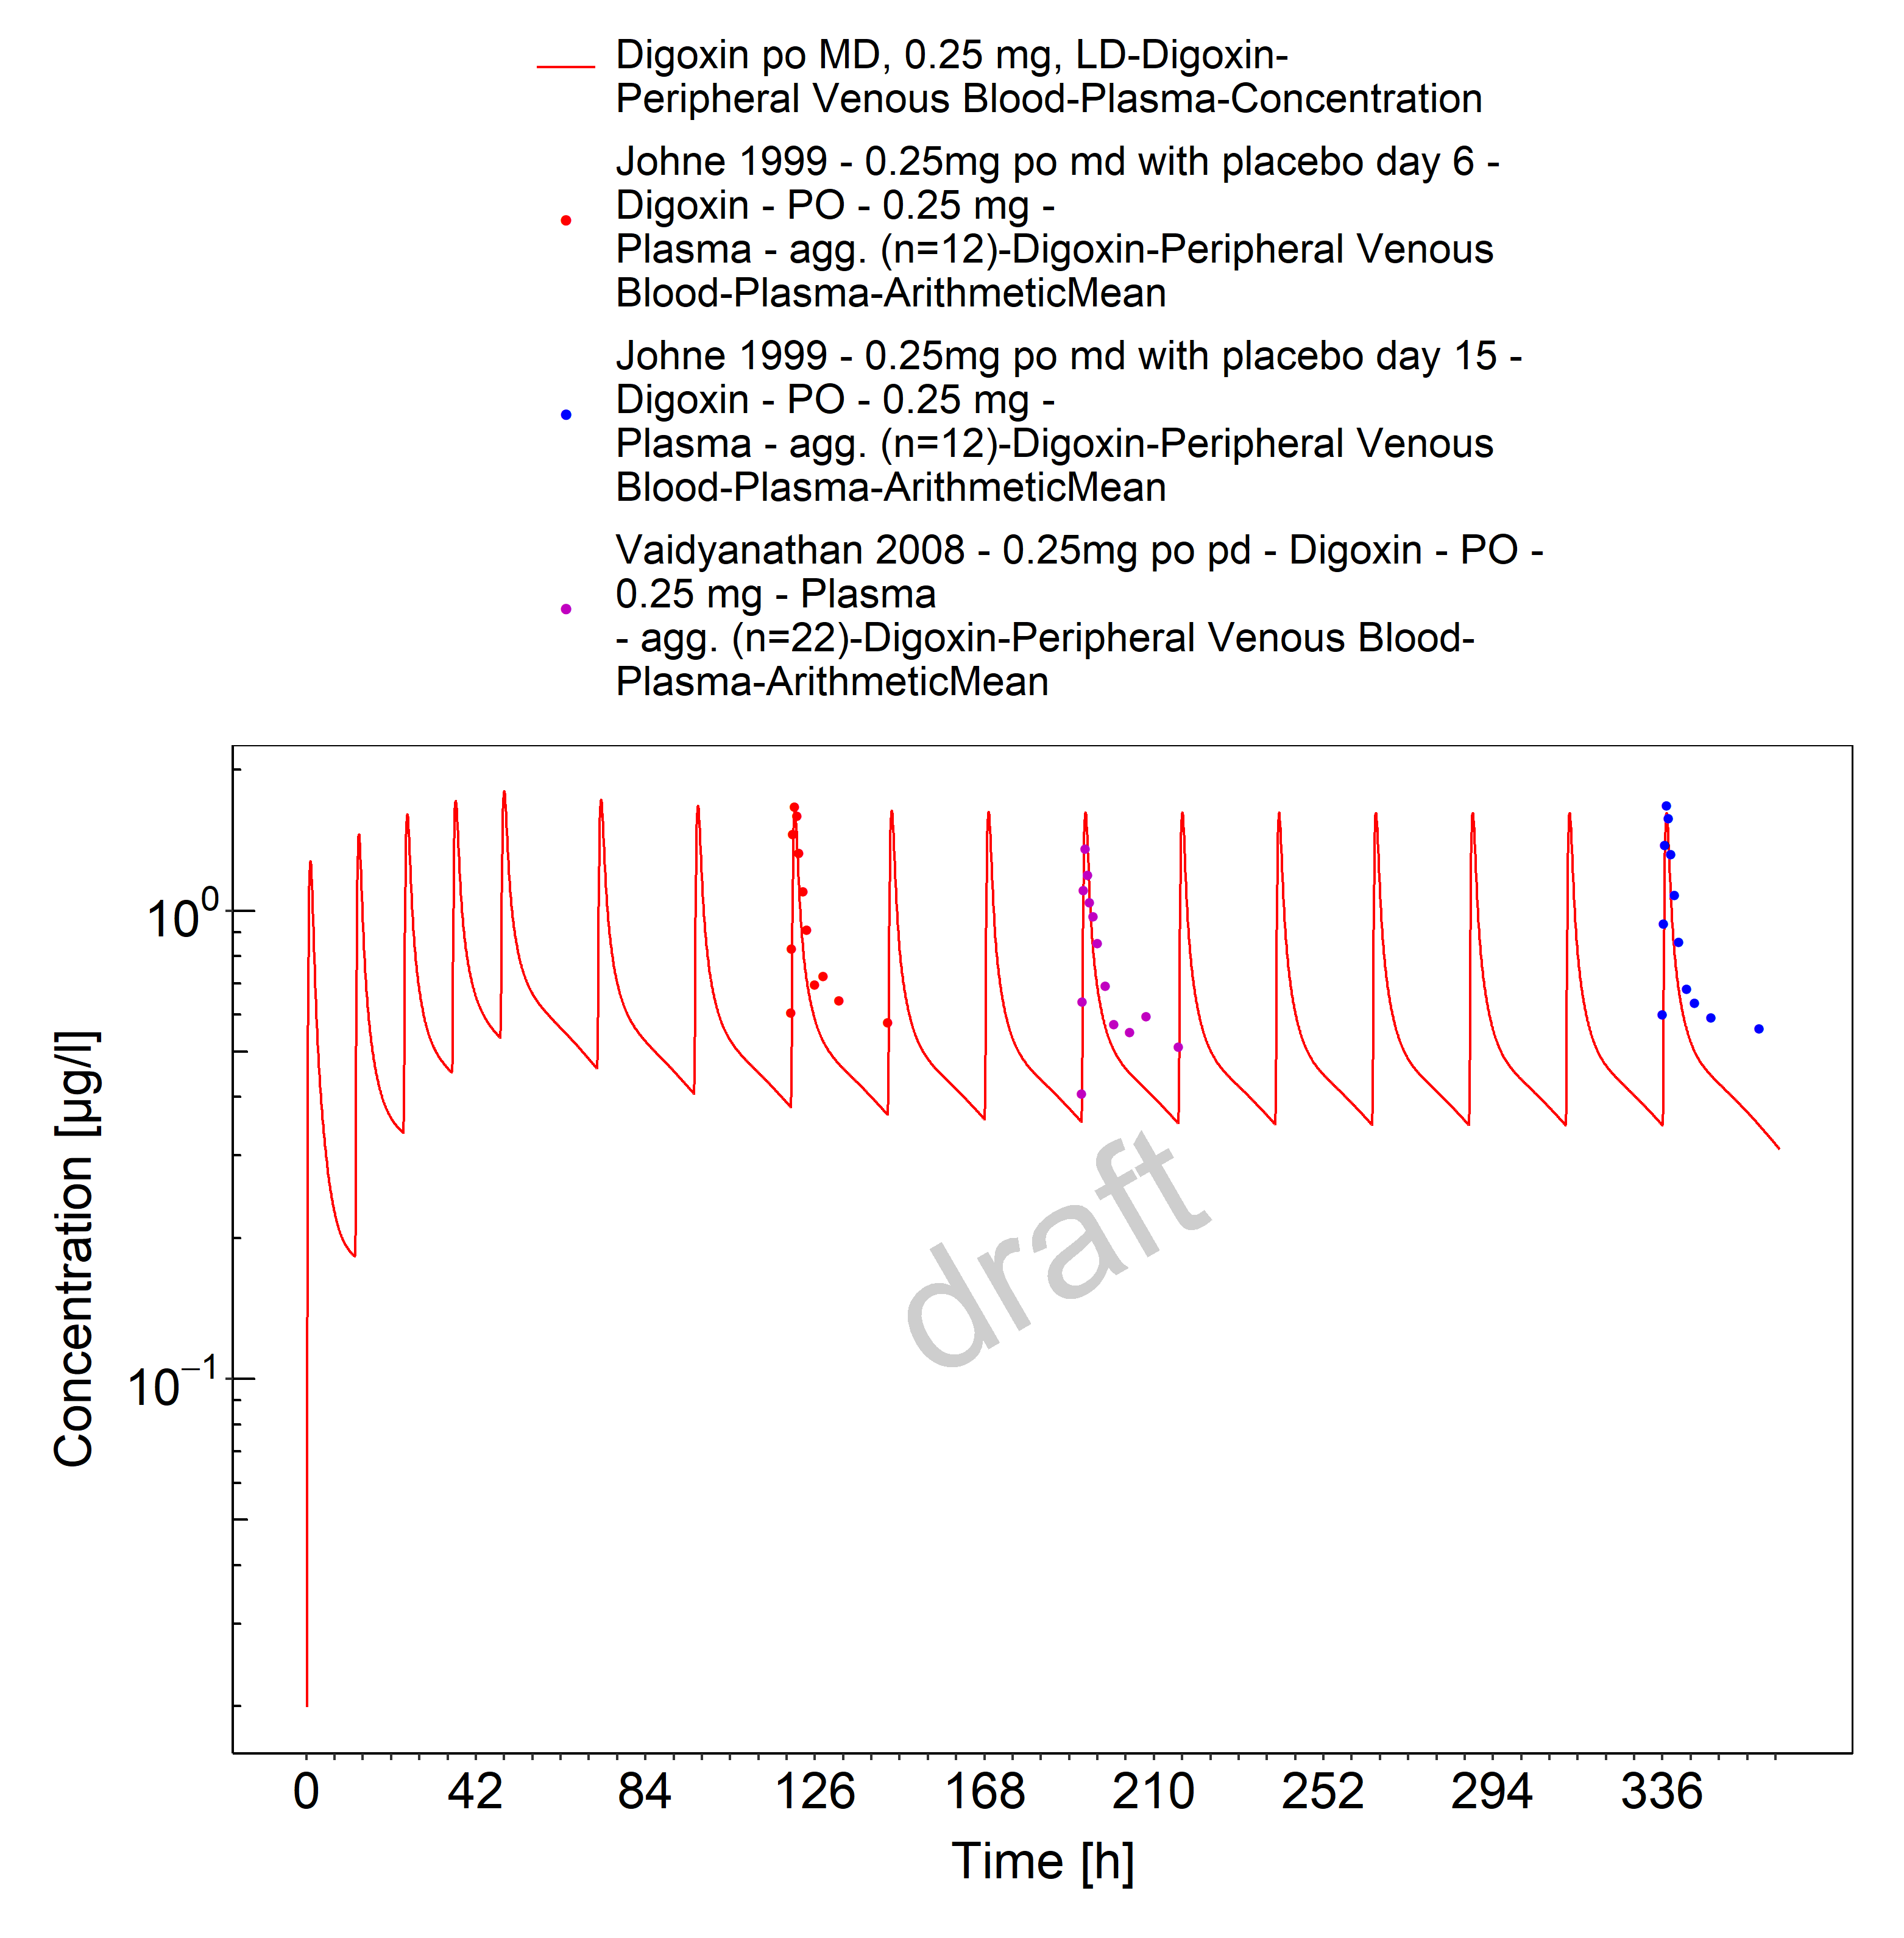 Digoxin po MD, 0.25 mg, LD-Digoxin-
Peripheral Venous Blood-Plasma-Concentration
Johne 1999 - 0.25mg po md with placebo day 6 -
Digoxin - PO - 0.25 mg -
Plasma - agg. (n=12)-Digoxin-Peripheral Venous
Blood-Plasma-ArithmeticMean
Johne 1999 - 0.25mg po md with placebo day 15 -
Digoxin - PO - 0.25 mg -
Plasma - agg. (n=12)-Digoxin-Peripheral Venous
Blood-Plasma-ArithmeticMean
Vaidyanathan 2008 - 0.25mg po pd - Digoxin - PO -
0.25 mg - Plasma
- agg. (n=22)-Digoxin-Peripheral Venous Blood-
Plasma-ArithmeticMean
Concentration [µg/l]
10⁰
10⁻¹
draft
0 42 84 126 168 210 252 294 336
Time [h]